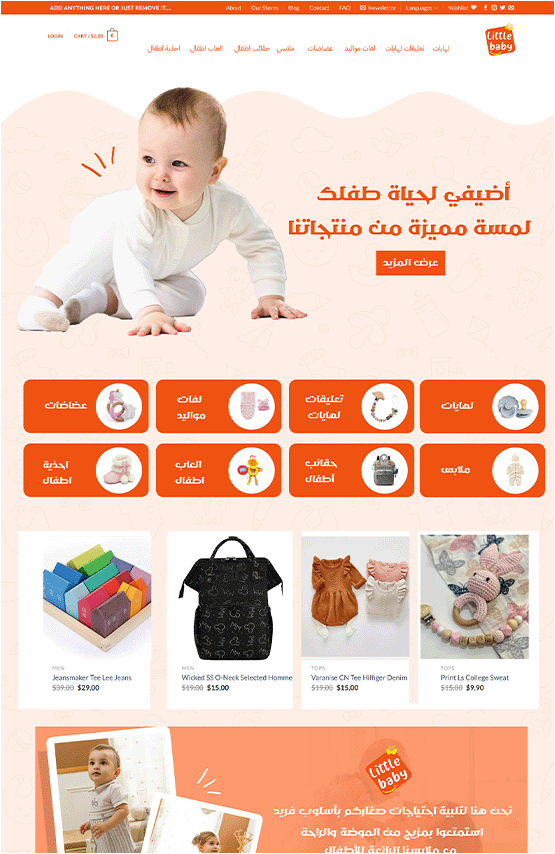 ADD ANYTHING HERE OR JUST REMOVE IT...
About Our Stores Blog Contact FAQ Newsletter Languages Wishlist
LOGIN CART / $0.00 0
Little baby
لهايات تعليقات لهايات لفات مواليد عضاضات ملابس حقائب اطفال العاب اطفال احذية اطفال
أضيفي لحياة طفلك
لمسة مميزة من منتجاتنا
عرض المزيد
لهايات
تعليقات
لهايات
لفات
مواليد
عضاضات
ملابس
حقائب
أطفال
العاب
اطفال
احذية
اطفال
MEN
Jeansmaker Tee Lee Jeans
$39,00 $29,00
MEN
Wicked SS O-Neck Selected Homme
$19,00 $15,00
TOPS
Varanise CN Tee Hilfiger Denim
$19,00 $15,00
TOPS
Print Ls College Sweat
$15,00 $9,90
Little
baby
نحن هنا لتلبية احتياجات صغاركم بأسلوب فريد
استمتعوا بمزيج من الموضة والراحة
مع ملابسنا الرائعة للأطفال